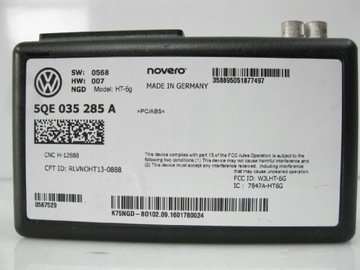 SW: 0568
HW: 007
NGD Model: HT-6g
novero
MADE IN GERMANY
358895051877497
5QE 035 285 A
>PC/ABS<
CNC H-12888
CFT ID: RLVNOHT13-0888
This device complies with part 15 of the FCC rules Operation is subject to the
following two conditions (1) This device may not cause harmful interference,
and (2) this device must accept any interference received, including interference
that may cause undesired operation.
FCC ID: WJLHT-6G
IC : 7847A-HT6G
0567529
K75NGD-B0102.09.1601780024